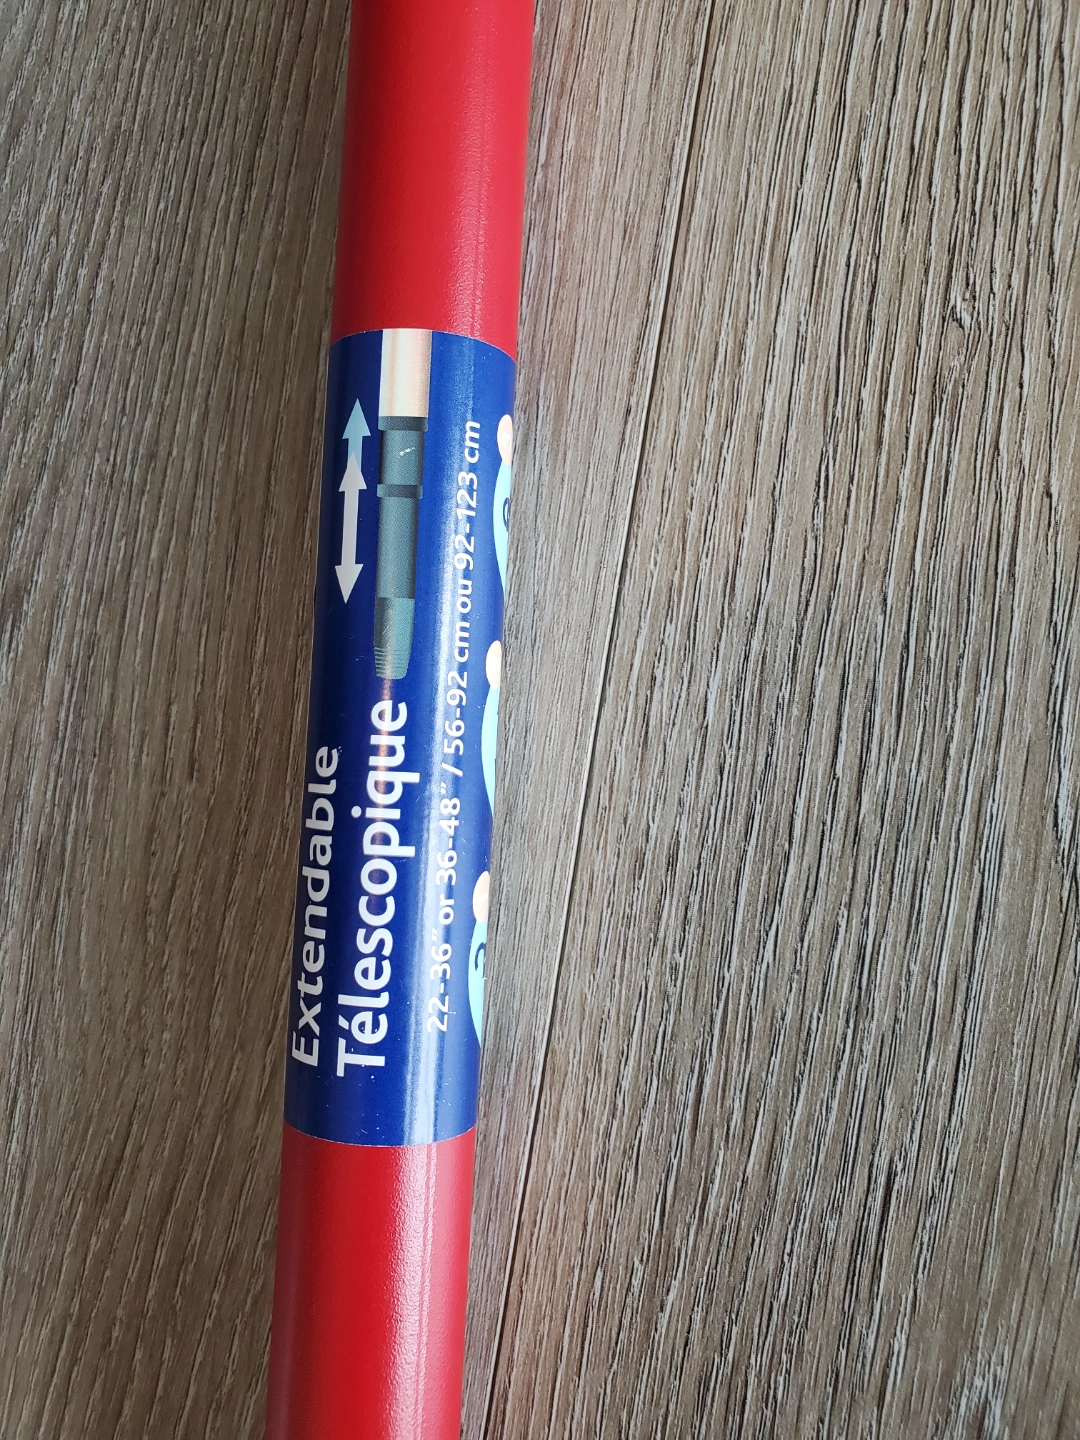 Extendable
Télescopique
22-36" or 36-48" / 56-92 cm ou 92-123 cm